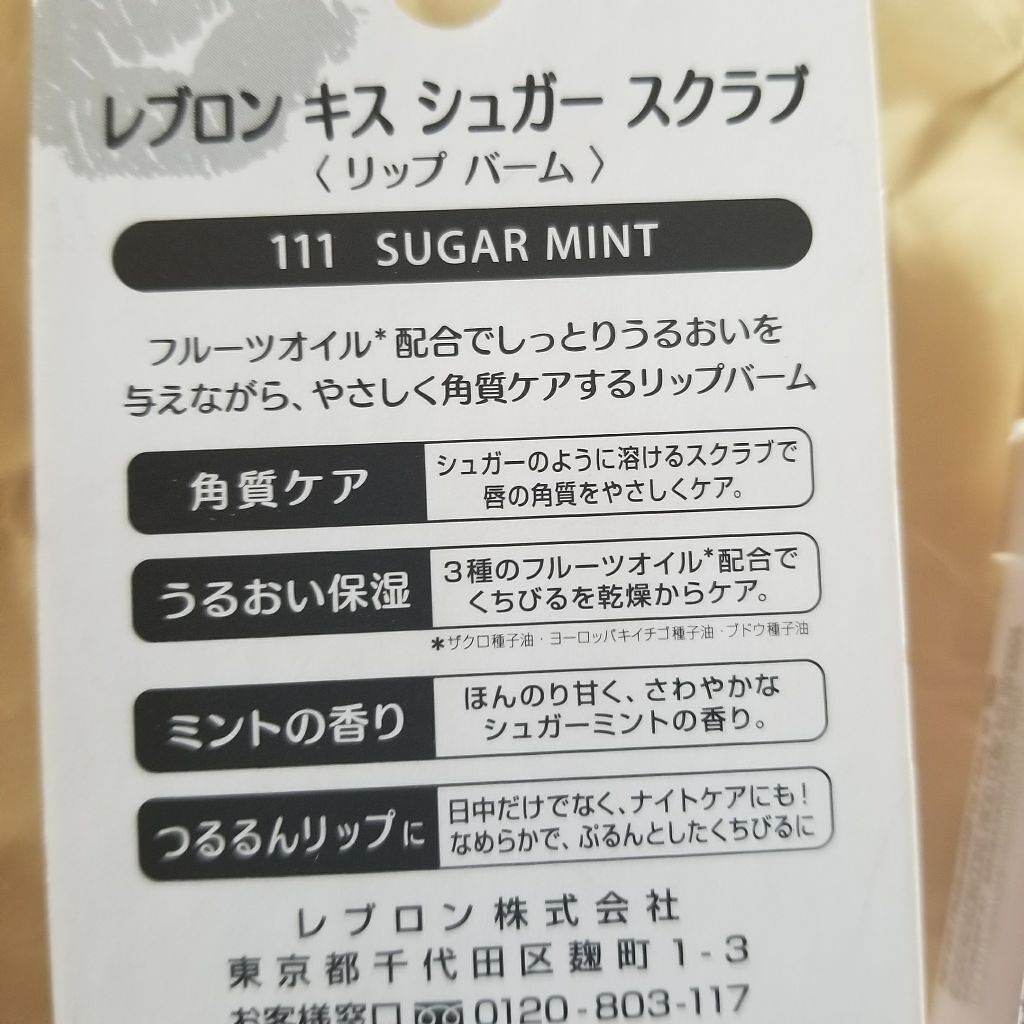 レブロン キス シュガー スクラブ
〈 リップ バーム 〉
111 SUGAR MINT
フルーツオイル*配合でしっとりうるおいを
与えながら、やさしく角質ケアするリップバーム
角質ケア
シュガーのように溶けるスクラブで
唇の角質をやさしくケア。
うるおい保湿
3種のフルーツオイル*配合で
くちびるを乾燥からケア。
*ザクロ種子油・ヨーロッパキイチゴ種子油・ブドウ種子油
ミントの香り
ほんのり甘く、さわやかな
シュガーミントの香り。
つるるんリップに
日中だけでなく、ナイトケアにも!
なめらかで、ぷるんとしたくちびるに
レブロン株式会社
東京都千代田区麹町1-3
お客様窓口 0120-803-117